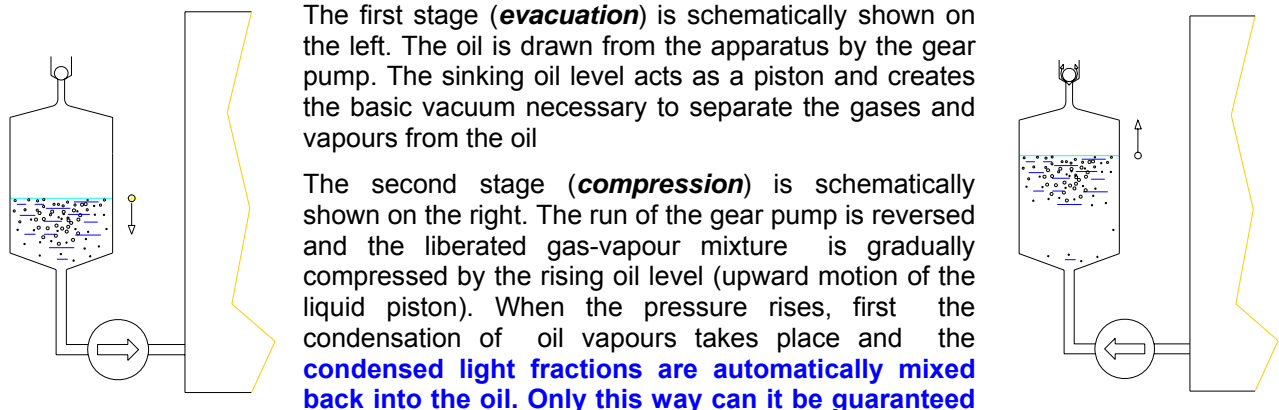 The first stage (evacuation) is schematically shown on
the left. The oil is drawn from the apparatus by the gear
pump. The sinking oil level acts as a piston and creates
the basic vacuum necessary to separate the gases and
vapours from the oil
The second stage (compression) is schematically
shown on the right. The run of the gear pump is reversed
and the liberated gas-vapour mixture is gradually
compressed by the rising oil level (upward motion of the
liquid piston). When the pressure rises, first the
condensation of oil vapours takes place and the
condensed light fractions are automatically mixed
back into the oil. Only this way can it be guaranteed